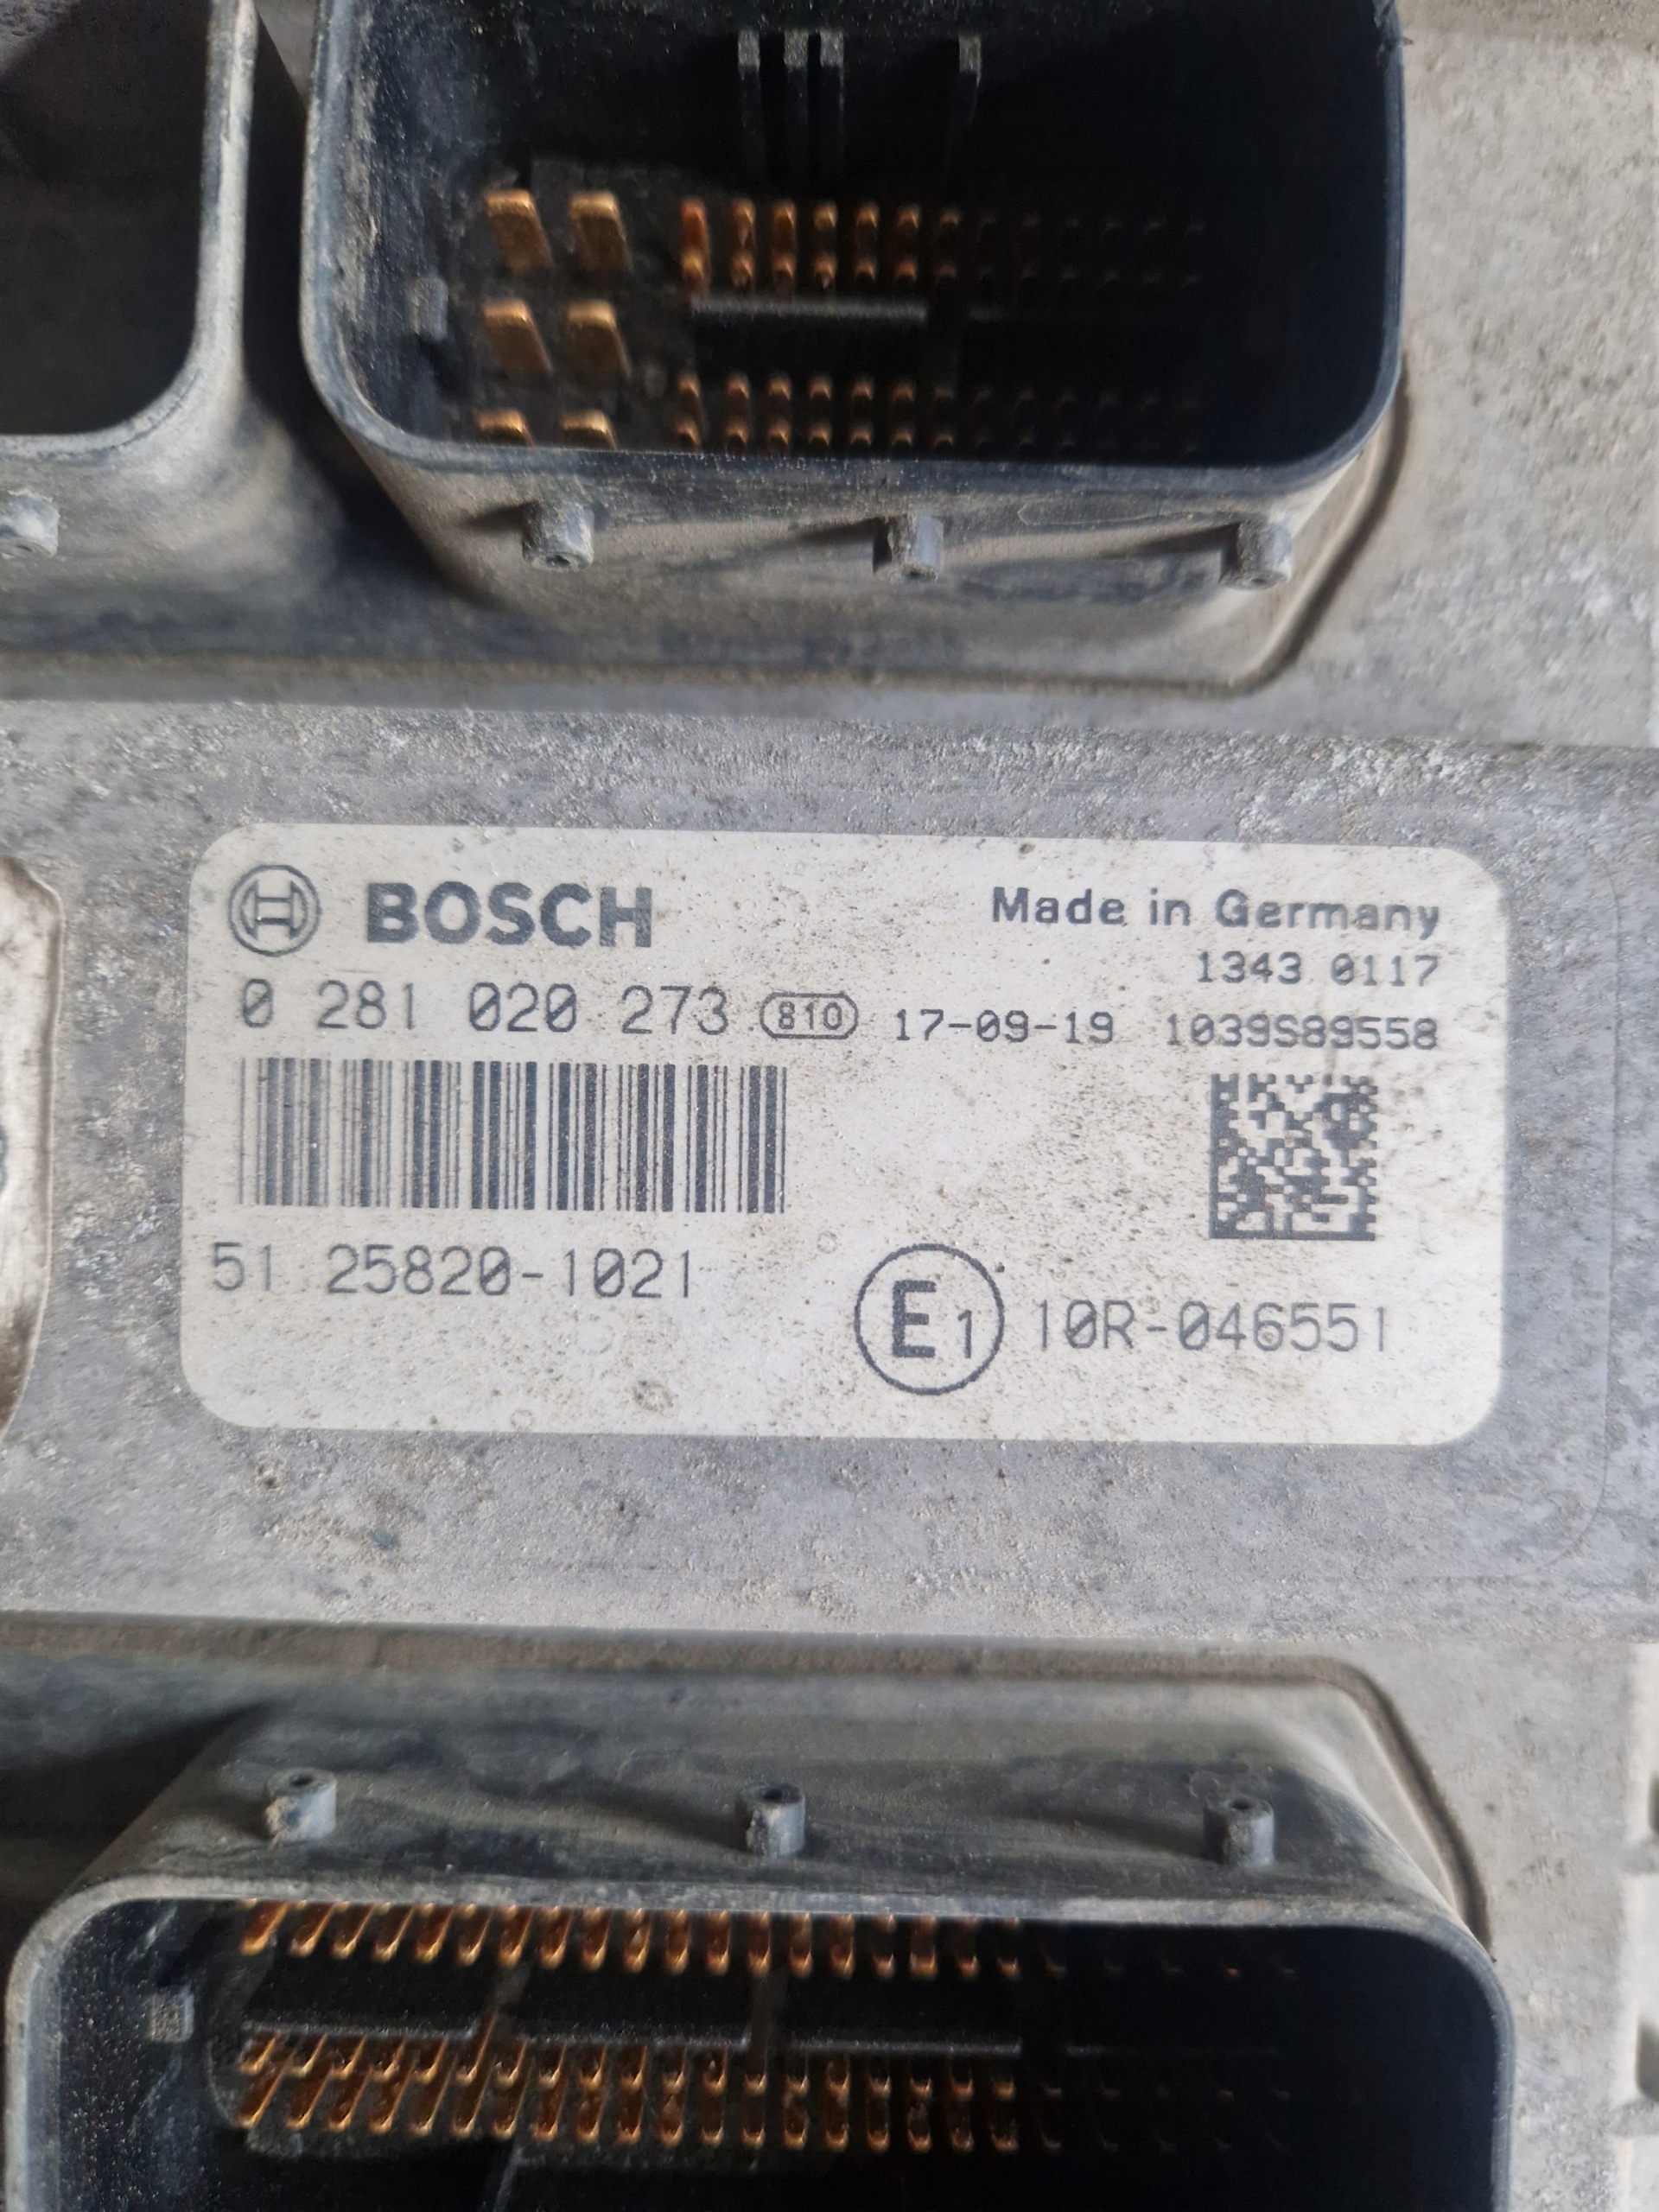 BOSCH
Made in Germany
1343 0117
0 281 020 273 810 17-09-19 1039S89558
51 25820-1021
E1 10R-046551